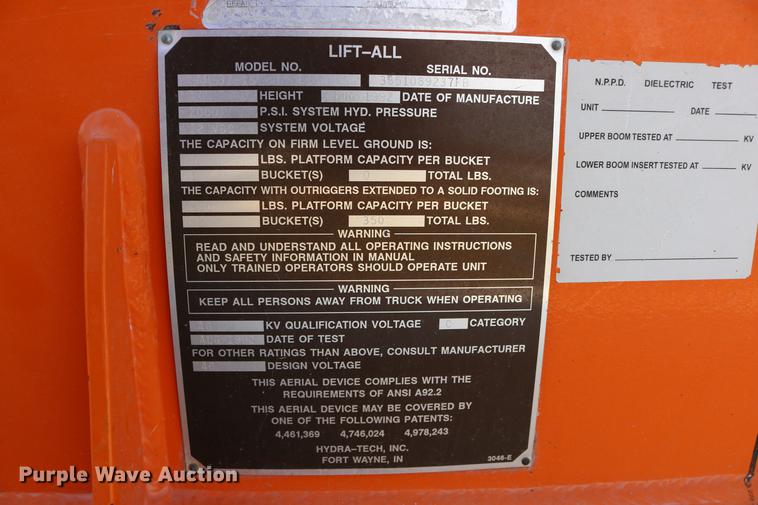 LIFT-ALL
MODEL NO. SERIAL NO.
HEIGHT DATE OF MANUFACTURE
P.S.I. SYSTEM HYD. PRESSURE
SYSTEM VOLTAGE
THE CAPACITY ON FIRM LEVEL GROUND IS:
LBS. PLATFORM CAPACITY PER BUCKET
BUCKET(S) 0 TOTAL LBS.
THE CAPACITY WITH OUTRIGGERS EXTENDED TO A SOLID FOOTING IS:
LBS. PLATFORM CAPACITY PER BUCKET
BUCKET(S) 350 TOTAL LBS.
WARNING
READ AND UNDERSTAND ALL OPERATING INSTRUCTIONS
AND SAFETY INFORMATION IN MANUAL
ONLY TRAINED OPERATORS SHOULD OPERATE UNIT
WARNING
KEEP ALL PERSONS AWAY FROM TRUCK WHEN OPERATING
46 KV QUALIFICATION VOLTAGE C CATEGORY
AUG 1992 DATE OF TEST
FOR OTHER RATINGS THAN ABOVE, CONSULT MANUFACTURER
46 DESIGN VOLTAGE
THIS AERIAL DEVICE COMPLIES WITH THE
REQUIREMENTS OF ANSI A92.2
THIS AERIAL DEVICE MAY BE COVERED BY
ONE OF THE FOLLOWING PATENTS:
4,461,369 4,746,024 4,978,243
HYDRA-TECH, INC.
FORT WAYNE, IN
3046-E
N.P.P.D. DIELECTRIC TEST
UNIT DATE
UPPER BOOM TESTED AT KV
LOWER BOOM INSERT TESTED AT KV
COMMENTS
TESTED BY
Purple Wave Auction